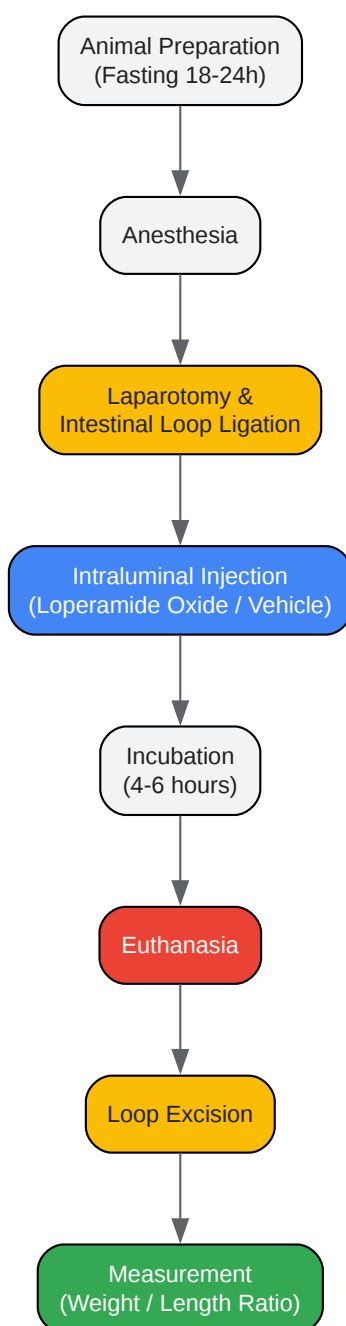 Animal Preparation
(Fasting 18-24h)
Anesthesia
Laparotomy &
Intestinal Loop Ligation
Intraluminal Injection
(Loperamide Oxide / Vehicle)
Incubation
(4-6 hours)
Euthanasia
Loop Excision
Measurement
(Weight / Length Ratio)